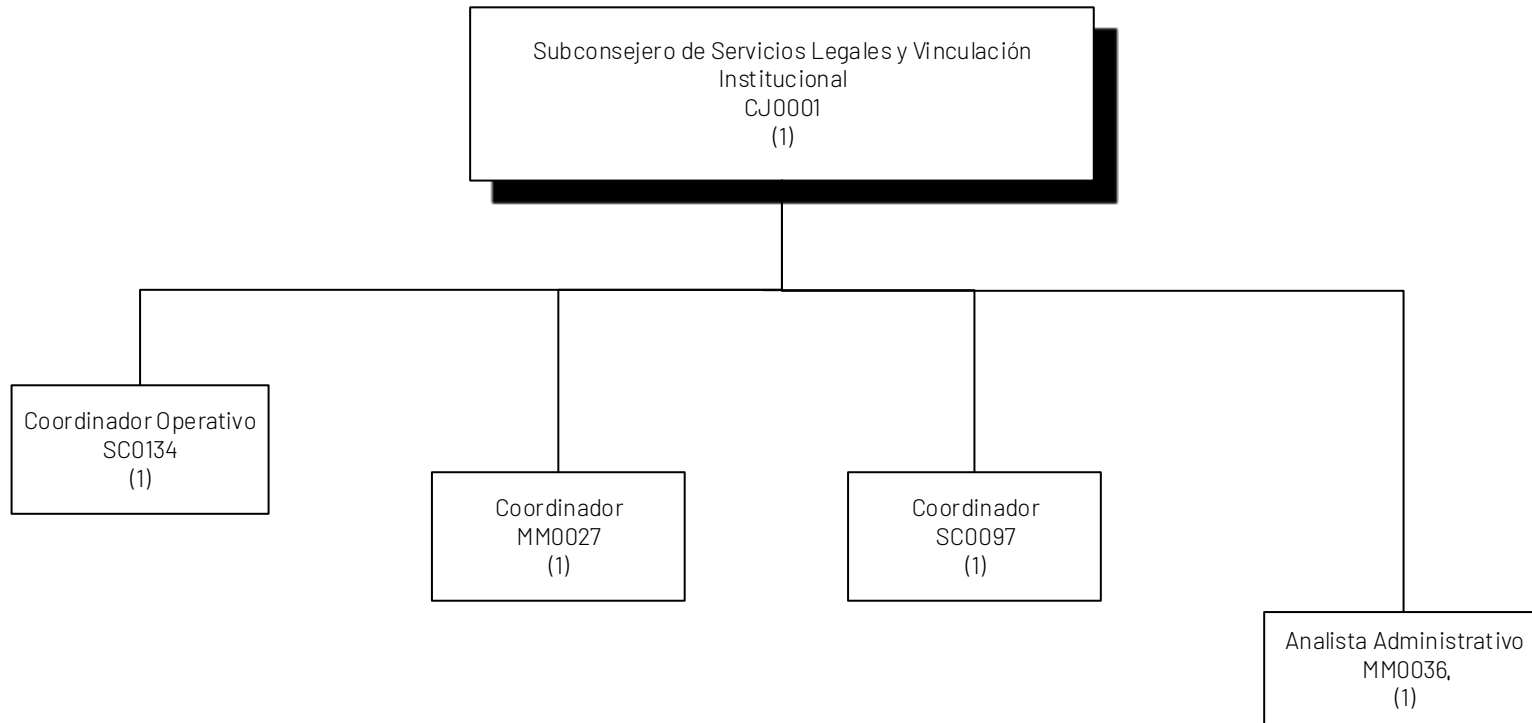 Subconsejero de Servicios Legales y Vinculación
Institucional
CJ0001
(1)
Coordinador Operativo
SC0134
(1)
Coordinador
MM0027
(1)
Coordinador
SC0097
(1)
Analista Administrativo
MM0036,
(1)